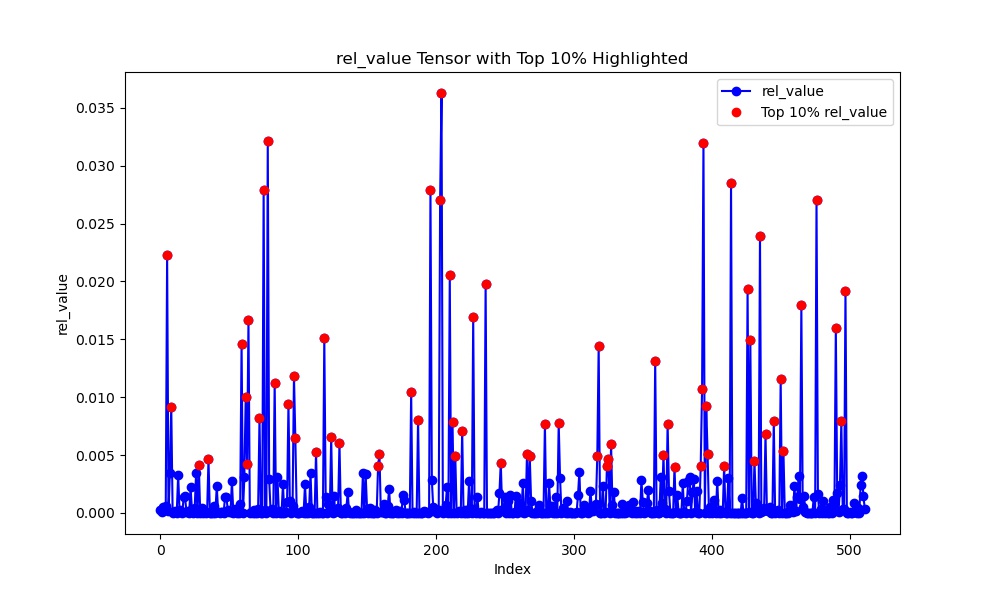 rel_value Tensor with Top 10% Highlighted
rel_value
Top 10% rel_value
0.035
0.030
0.025
0.020
0.015
0.010
0.005
0.000
rel_value
0 100 200 300 400 500
Index